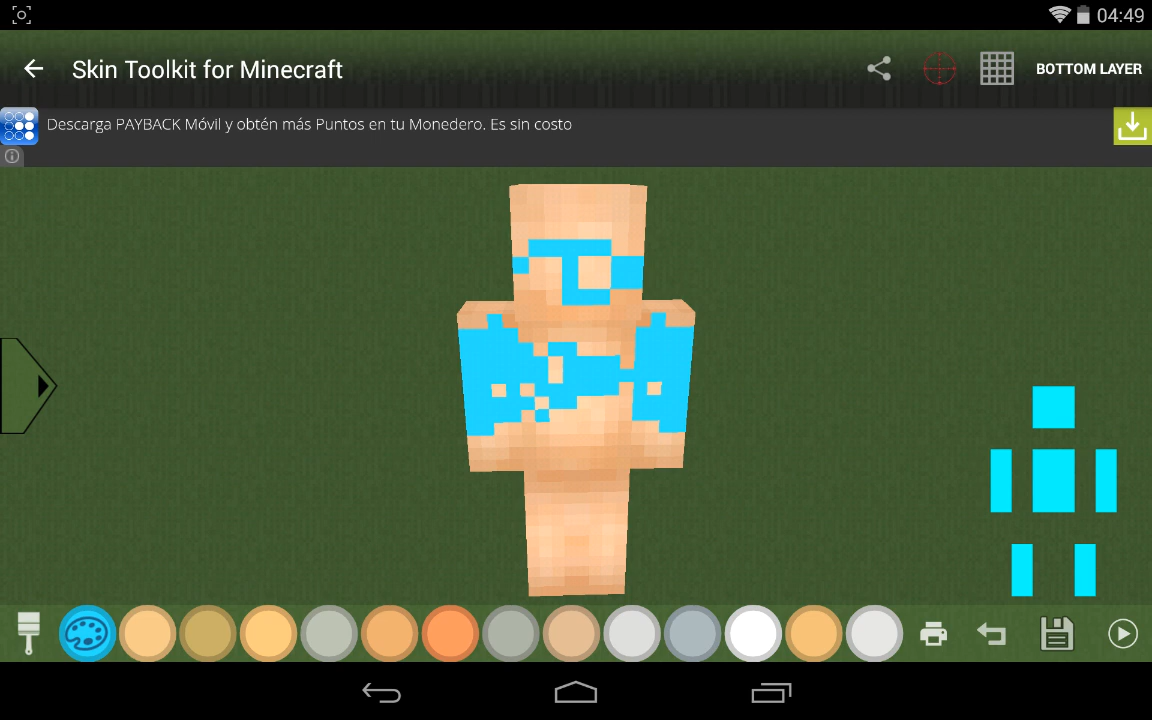 04:49
Skin Toolkit for Minecraft
BOTTOM LAYER
Descarga PAYBACK Móvil y obtén más Puntos en tu Monedero. Es sin costo